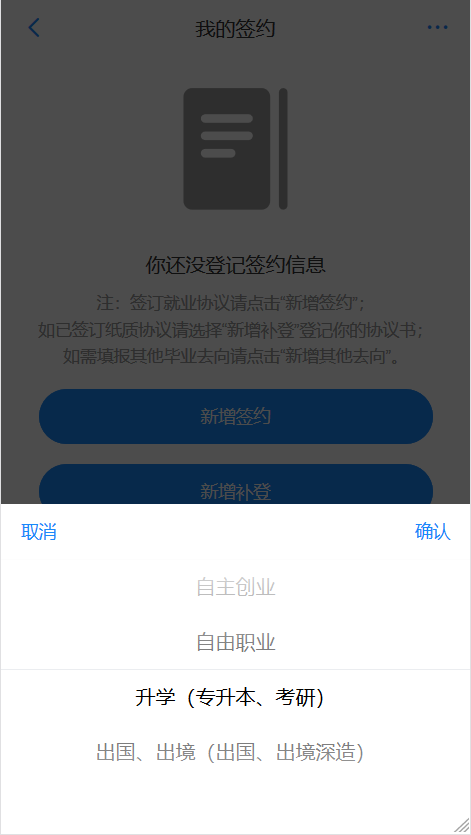 我的签约
你还没登记签约信息
注：签订就业协议请点击“新增签约”；
如已签订纸质协议请选择“新增补登”登记你的协议书；
如需填报其他毕业去向请点击“新增其他去向”。
新增签约
新增补登
取消
确认
自主创业
自由职业
升学（专升本、考研）
出国、出境（出国、出境深造）